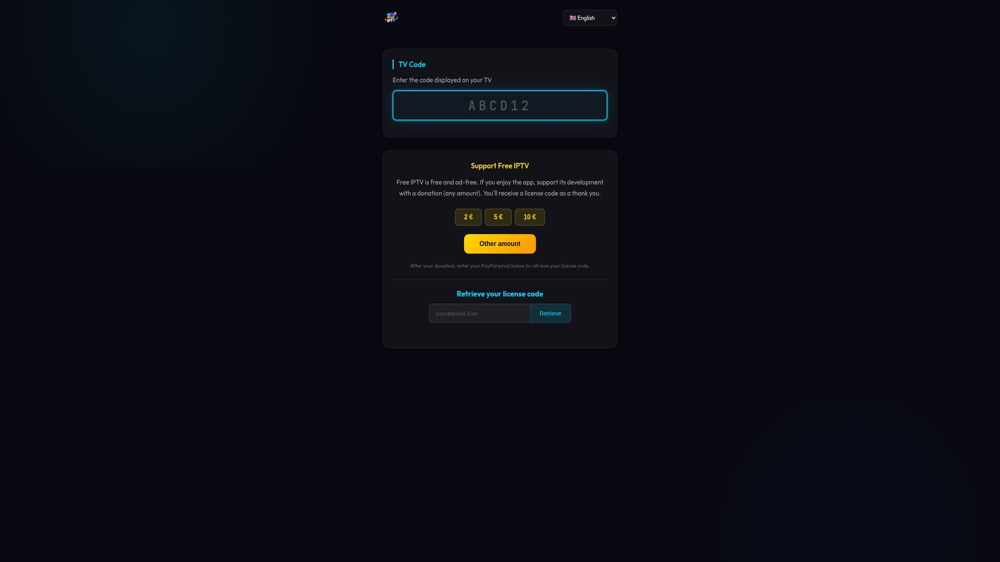 Free
IPTV
🇬🇧 English
TV Code
Enter the code displayed on your TV
ABCD12
Support Free IPTV
Free IPTV is free and ad-free. If you enjoy the app, support its development
with a donation (any amount). You'll receive a license code as a thank you.
2 € 5 € 10 €
Other amount
After your donation, enter your PayPal email below to retrieve your license code.
Retrieve your license code
your@email.com Retrieve